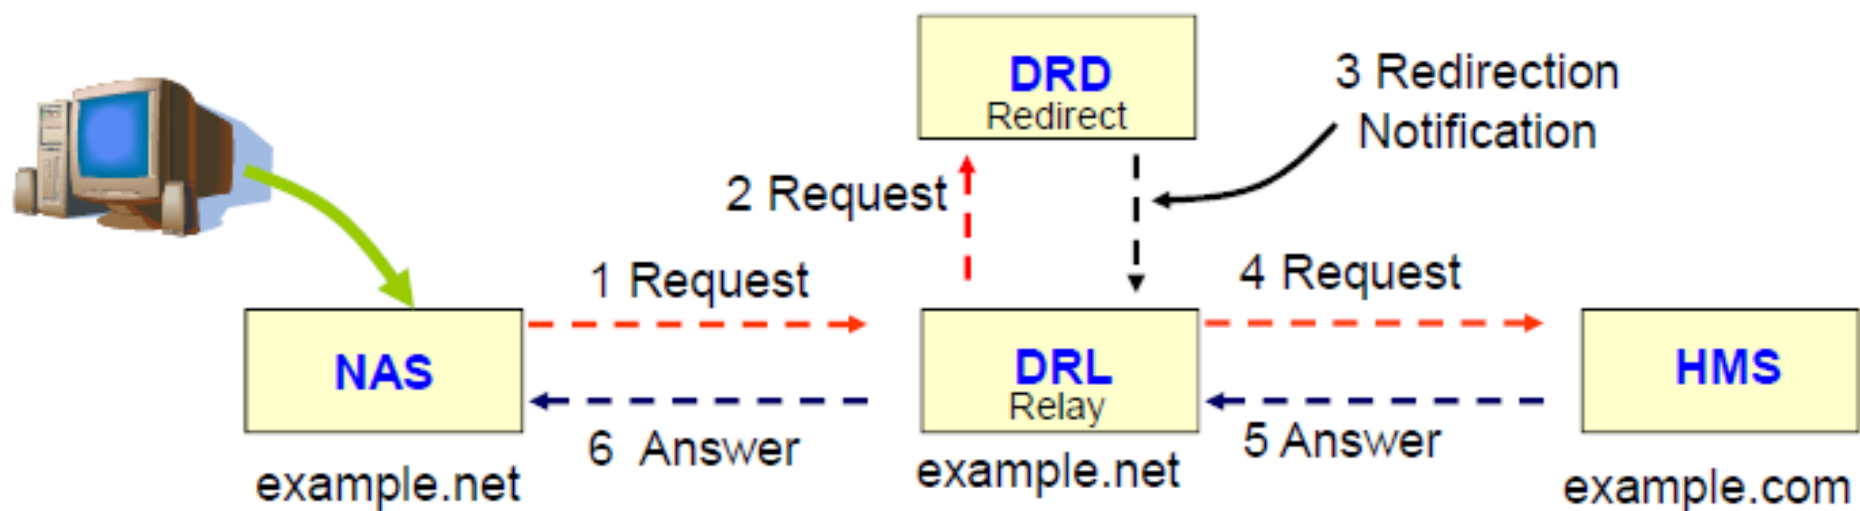 DRD
Redirect
3 Redirection
Notification
2 Request
1 Request
4 Request
NAS
DRL
Relay
HMS
6 Answer
5 Answer
example.net
example.net
example.com